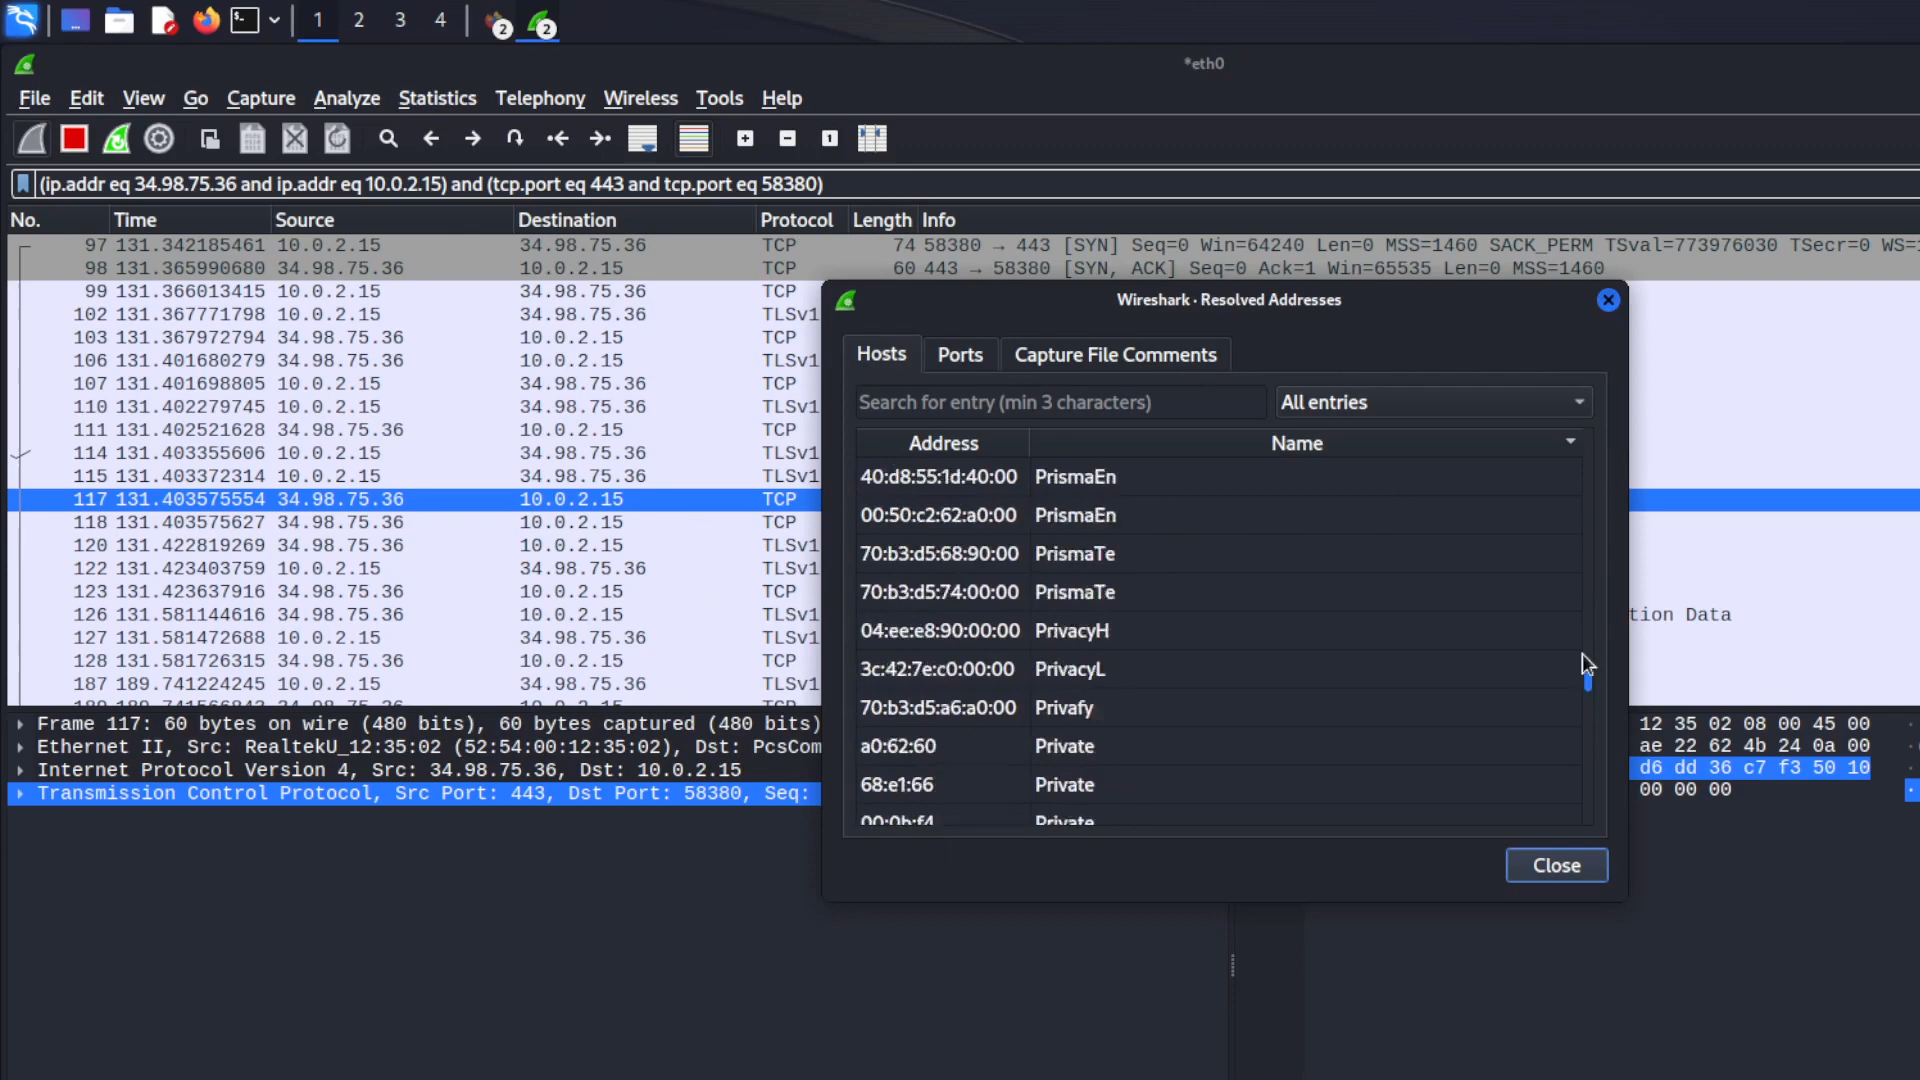 1 2 3 4 2 2
*eth0
File Edit View Go Capture Analyze Statistics Telephony Wireless Tools Help
(ip.addr eq 34.98.75.36 and ip.addr eq 10.0.2.15) and (tcp.port eq 443 and tcp.port eq 58380)
No. Time Source Destination Protocol Length Info
97 131.342185461 10.0.2.15 34.98.75.36 TCP 74 58380 → 443 [SYN] Seq=0 Win=64240 Len=0 MSS=1460 SACK_PERM TSval=773976030 TSecr=0 WS=
98 131.365990680 34.98.75.36 10.0.2.15 TCP 60 443 → 58380 [SYN, ACK] Seq=0 Ack=1 Win=65535 Len=0 MSS=1460
99 131.366013415 10.0.2.15 34.98.75.36 TCP
102 131.367771798 10.0.2.15 34.98.75.36 TLSv1
103 131.367972794 34.98.75.36 10.0.2.15 TCP
106 131.401680279 34.98.75.36 10.0.2.15 TLSv1
107 131.401698805 10.0.2.15 34.98.75.36 TCP
110 131.402279745 10.0.2.15 34.98.75.36 TLSv1
111 131.402521628 34.98.75.36 10.0.2.15 TCP
114 131.403355606 10.0.2.15 34.98.75.36 TLSv1
115 131.403372314 10.0.2.15 34.98.75.36 TLSv1
117 131.403575554 34.98.75.36 10.0.2.15 TCP
118 131.403575627 34.98.75.36 10.0.2.15 TCP
120 131.422819269 34.98.75.36 10.0.2.15 TLSv1
122 131.423403759 10.0.2.15 34.98.75.36 TLSv1
123 131.423637916 34.98.75.36 10.0.2.15 TCP
126 131.581144616 34.98.75.36 10.0.2.15 TLSv1 tion Data
127 131.581472688 10.0.2.15 34.98.75.36 TLSv1
128 131.581726315 34.98.75.36 10.0.2.15 TCP
187 189.741224245 10.0.2.15 34.98.75.36 TLSv1
Wireshark · Resolved Addresses
Hosts Ports Capture File Comments
Search for entry (min 3 characters) All entries
Address Name
40:d8:55:1d:40:00 PrismaEn
00:50:c2:62:a0:00 PrismaEn
70:b3:d5:68:90:00 PrismaTe
70:b3:d5:74:00:00 PrismaTe
04:ee:e8:90:00:00 PrivacyH
3c:42:7e:c0:00:00 PrivacyL
70:b3:d5:a6:a0:00 Privafy
a0:62:60 Private
68:e1:66 Private
00:0b:f4 Private
Close
Frame 117: 60 bytes on wire (480 bits), 60 bytes captured (480 bits)
Ethernet II, Src: RealtekU_12:35:02 (52:54:00:12:35:02), Dst: PcsCom
Internet Protocol Version 4, Src: 34.98.75.36, Dst: 10.0.2.15
Transmission Control Protocol, Src Port: 443, Dst Port: 58380, Seq:
12 35 02 08 00 45 00
ae 22 62 4b 24 0a 00
d6 dd 36 c7 f3 50 10
00 00 00